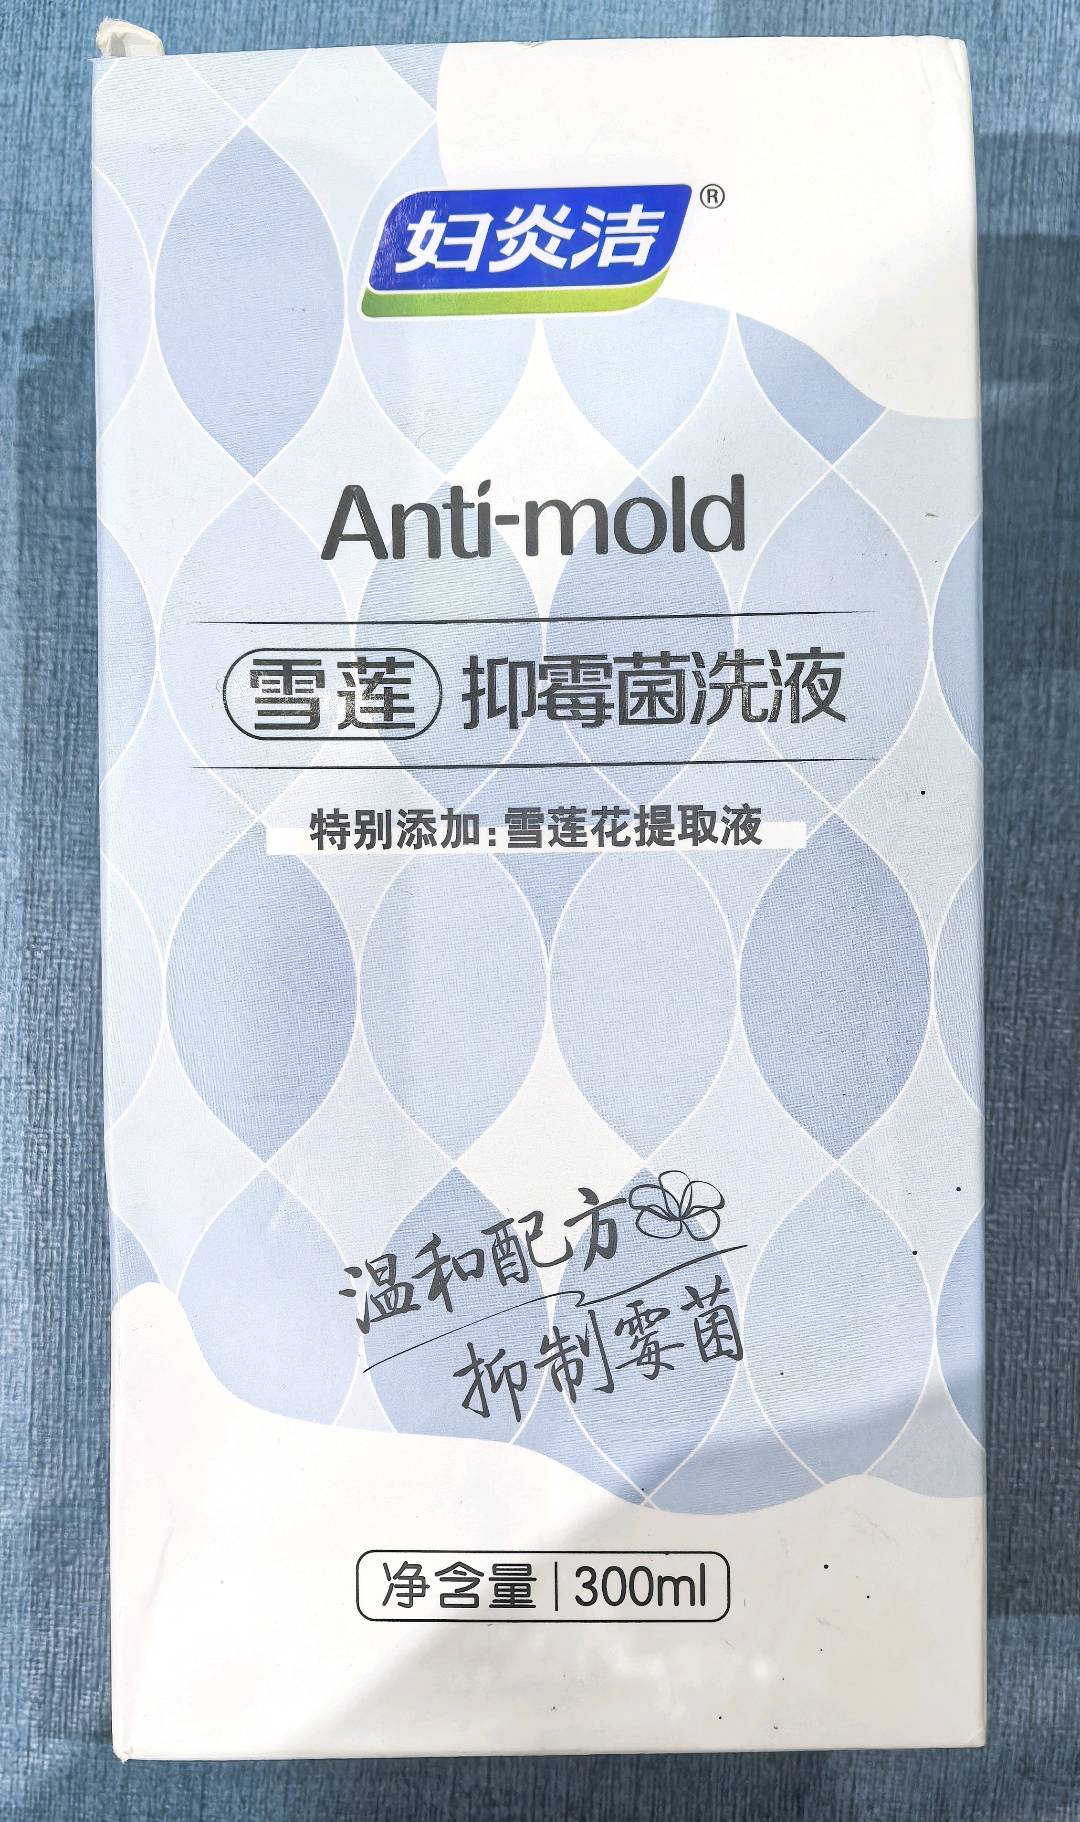 妇炎洁®
Anti-mold
雪莲 抑霉菌洗液
特别添加:雪莲花提取液
温和配方
抑制霉菌
净含量 | 300ml